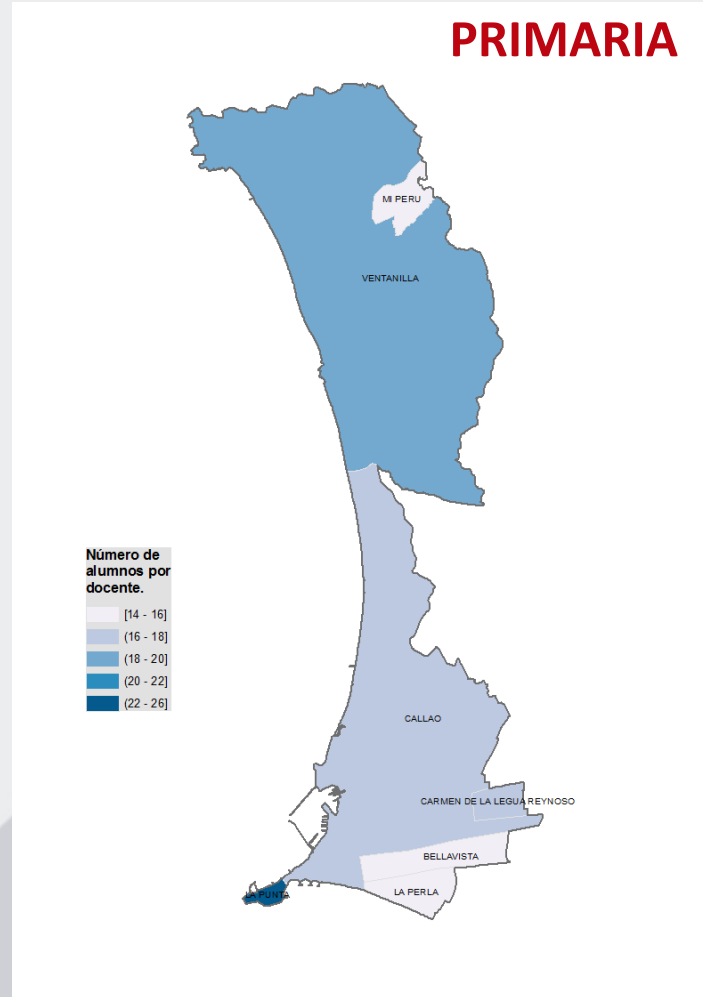 PRIMARIA
MI PERU
VENTANILLA
Número de
alumnos por
docente.
[14 - 16]
(16 - 18]
(18 - 20]
(20 - 22]
(22 - 26]
CALLAO
CARMEN DE LA LEGUA REYNOSO
BELLAVISTA
LA PERLA
LA PUNTA